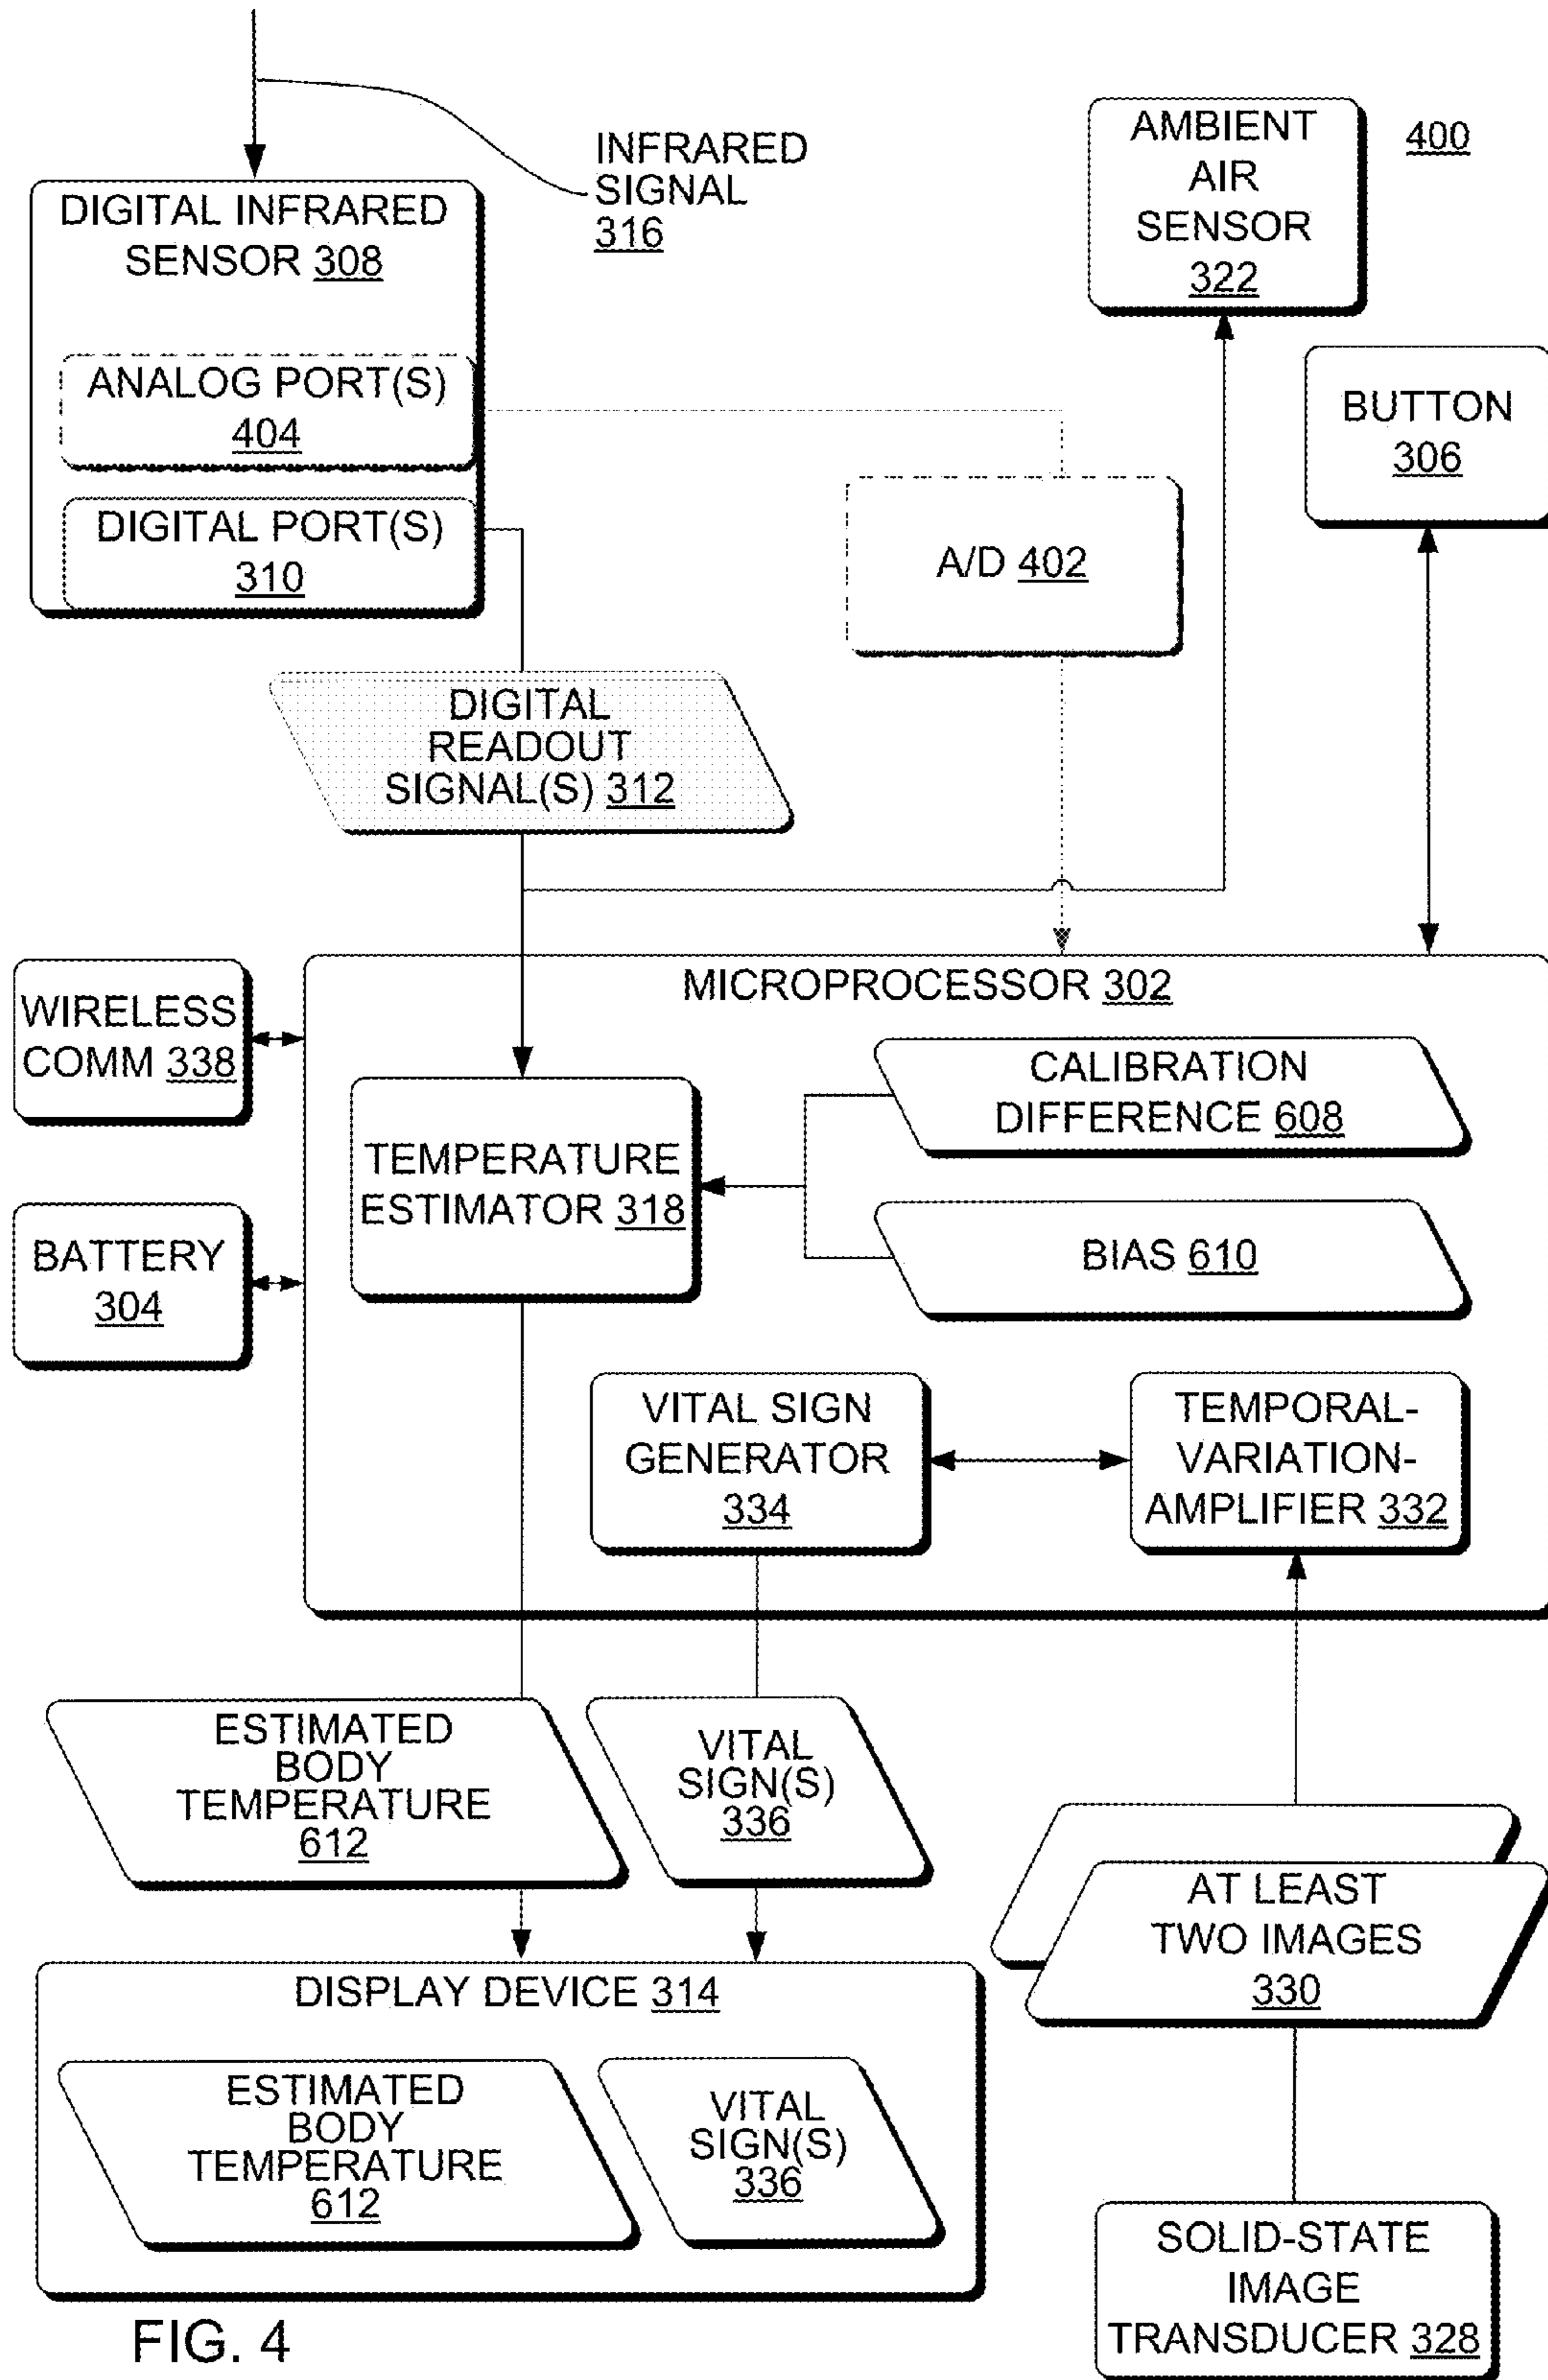 INFRARED
SIGNAL
316
AMBIENT
AIR
SENSOR
322
400
DIGITAL INFRARED
SENSOR 308
ANALOG PORT(S)
404
DIGITAL PORT(S)
310
BUTTON
306
A/D 402
DIGITAL
READOUT
SIGNAL(S) 312
MICROPROCESSOR 302
WIRELESS
COMM 338
CALIBRATION
DIFFERENCE 608
TEMPERATURE
ESTIMATOR 318
BATTERY
304
BIAS 610
VITAL SIGN
GENERATOR
334
TEMPORAL-
VARIATION-
AMPLIFIER 332
ESTIMATED
BODY
TEMPERATURE
612
VITAL
SIGN(S)
336
AT LEAST
TWO IMAGES
330
DISPLAY DEVICE 314
ESTIMATED
BODY
TEMPERATURE
612
VITAL
SIGN(S)
336
SOLID-STATE
IMAGE
TRANSDUCER 328
FIG. 4